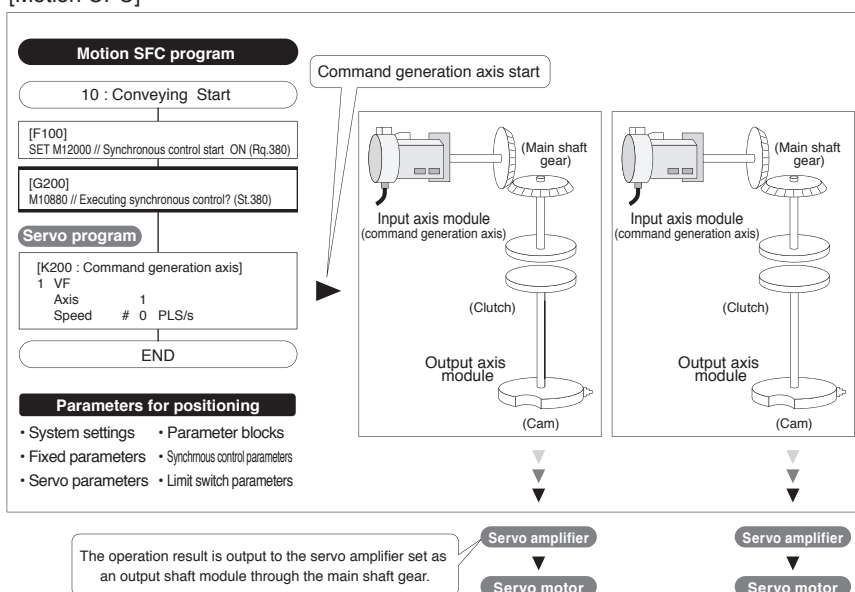 [Motion CPU]
Motion SFC program
10 : Conveying Start
[F100]
SET M12000 // Synchronous control start ON (Rq.380)
[G200]
M10880 // Executing synchronous control? (St.380)
Servo program
[K200 : Command generation axis]
1 VF
Axis 1
Speed # 0 PLS/s
END
Parameters for positioning
• System settings • Parameter blocks
• Fixed parameters • Synchrnous control parameters
• Servo parameters • Limit switch parameters
Command generation axis start
(Main shaft
gear)
Input axis module
(command generation axis)
(Clutch)
Output axis
module
(Cam)
(Main shaft
gear)
Input axis module
(command generation axis)
(Clutch)
Output axis
module
(Cam)
The operation result is output to the servo amplifier set as
an output shaft module through the main shaft gear.
Servo amplifier
Servo motor
Servo amplifier
Servo motor